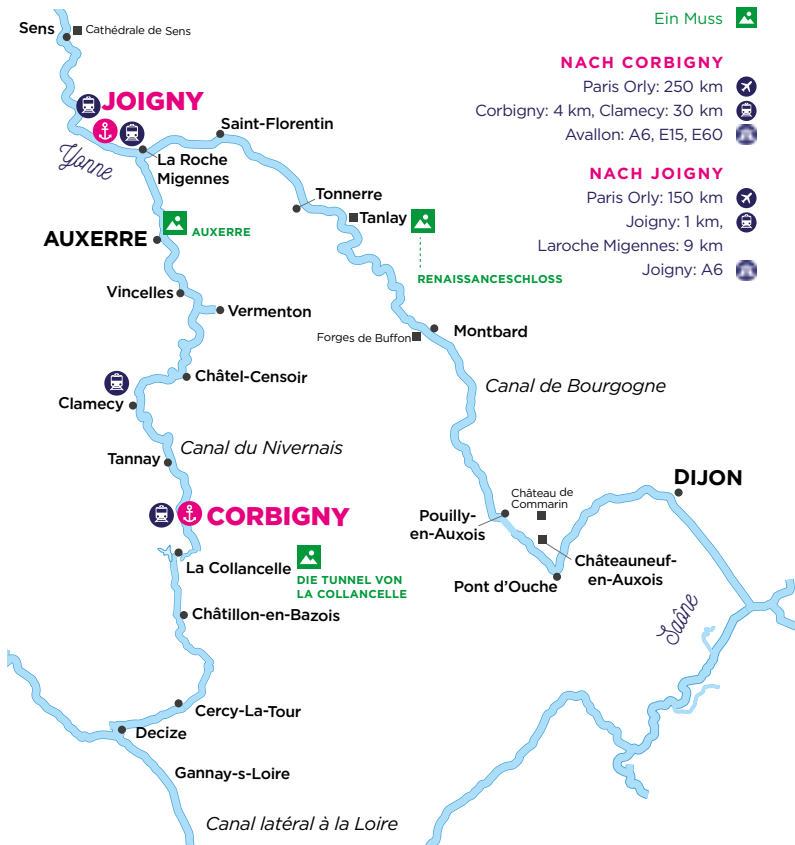 Sens
Cathédrale de Sens
Ein Muss
NACH CORBIGNY
Paris Orly: 250 km
Corbigny: 4 km, Clamecy: 30 km
Avallon: A6, E15, E60
NACH JOIGNY
Paris Orly: 150 km
Joigny: 1 km,
Laroche Migennes: 9 km
Joigny: A6
JOIGNY
Saint-Florentin
Yonne
La Roche
Migennes
Tonnerre
Tanlay
AUXERRE
AUXERRE
RENAISSANCESCHLOSS
Vincelles
Vermenton
Forges de Buffon
Montbard
Châtel-Censoir
Canal de Bourgogne
Clamecy
Canal du Nivernais
Tannay
DIJON
Château de
Commarin
CORBIGNY
Pouilly-
en-Auxois
La Collancelle
Châteauneuf-
en-Auxois
DIE TUNNEL VON
LA COLLANCELLE
Pont d'Ouche
Châtillon-en-Bazois
Saône
Cercy-La-Tour
Decize
Gannay-s-Loire
Canal latéral à la Loire